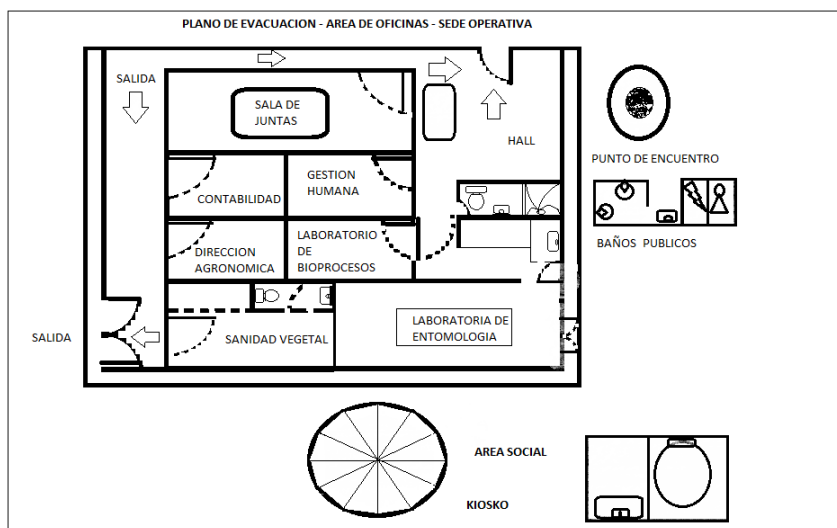 PLANO DE EVACUACION - AREA DE OFICINAS - SEDE OPERATIVA
SALIDA
SALA DE
JUNTAS
HALL
PUNTO DE ENCUENTRO
GESTION
HUMANA
CONTABILIDAD
BAÑOS PUBLICOS
DIRECCION
AGRONOMICA
LABORATORIO
DE
BIOPROCESOS
SALIDA
SANIDAD VEGETAL
LABORATORIA DE
ENTOMOLOGIA
AREA SOCIAL
KIOSKO